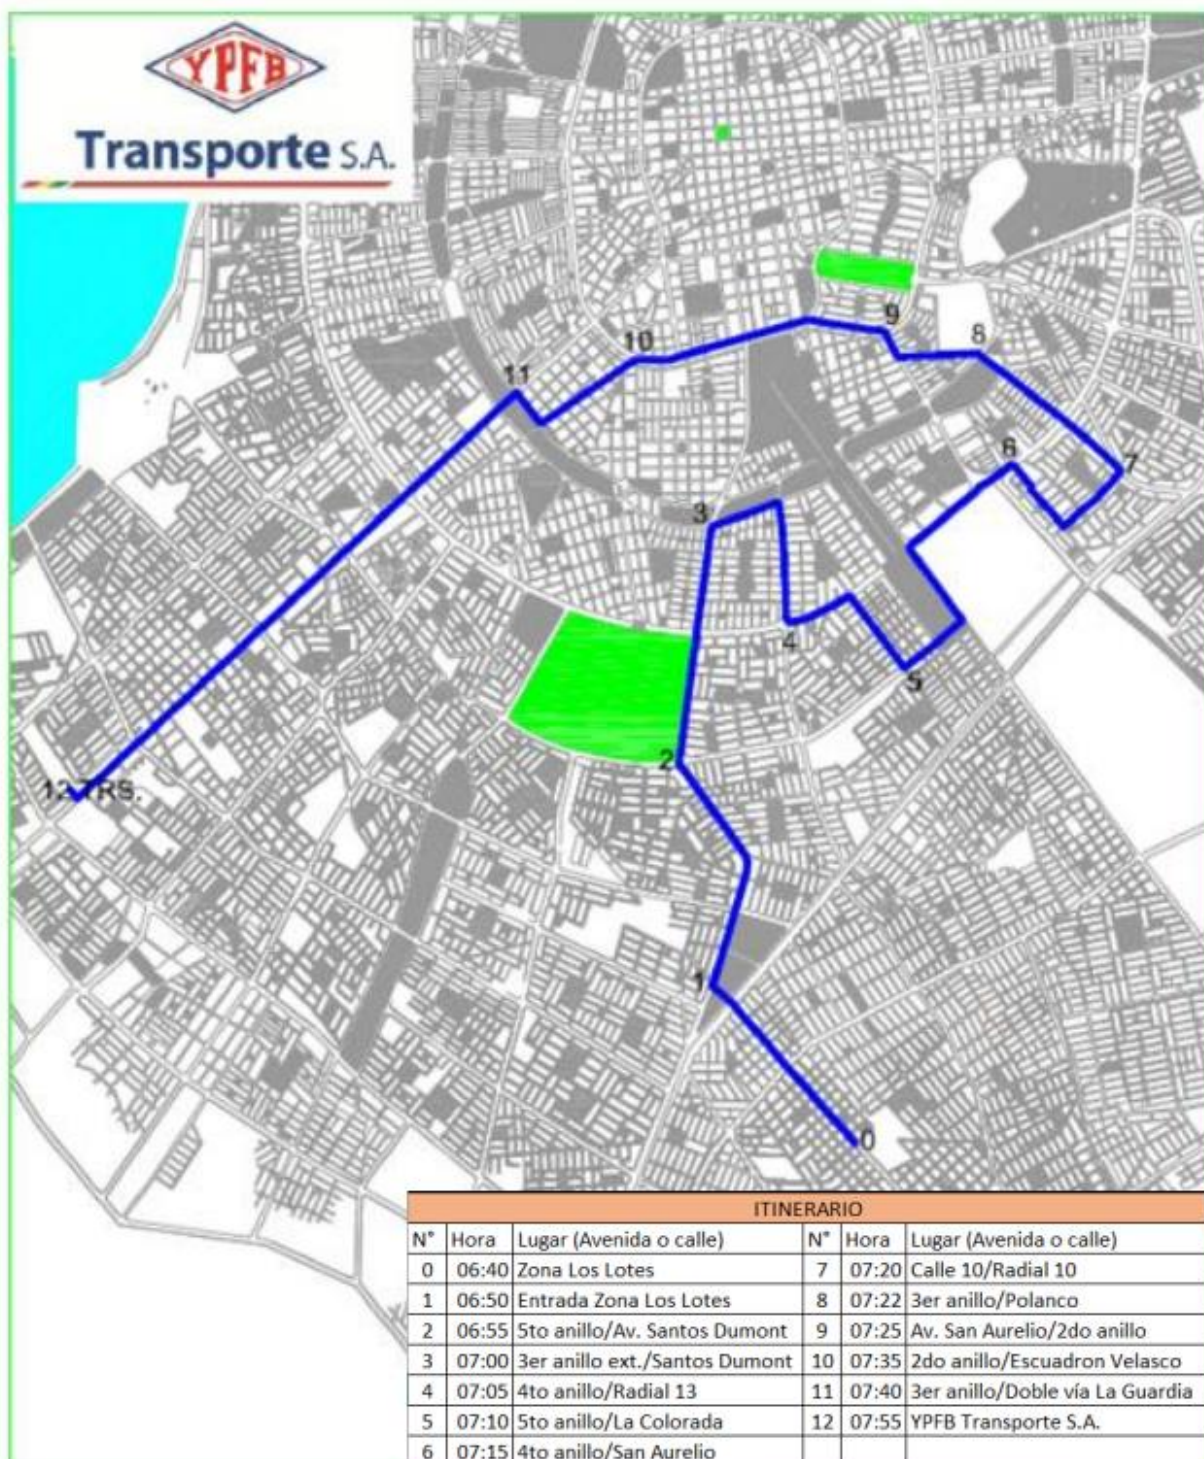 YPFB
Transporte S.A.
9
10
8
11
6
7
3
4
5
2
12 TRS.
1
0
ITINERARIO
N° Hora Lugar (Avenida o calle) N° Hora Lugar (Avenida o calle)
0 06:40 Zona Los Lotes 7 07:20 Calle 10/Radial 10
1 06:50 Entrada Zona Los Lotes 8 07:22 3er anillo/Polanco
2 06:55 5to anillo/Av. Santos Dumont 9 07:25 Av. San Aurelio/2do anillo
3 07:00 3er anillo ext./Santos Dumont 10 07:35 2do anillo/Escuadron Velasco
4 07:05 4to anillo/Radial 13 11 07:40 3er anillo/Doble vía La Guardia
5 07:10 5to anillo/La Colorada 12 07:55 YPFB Transporte S.A.
6 07:15 4to anillo/San Aurelio